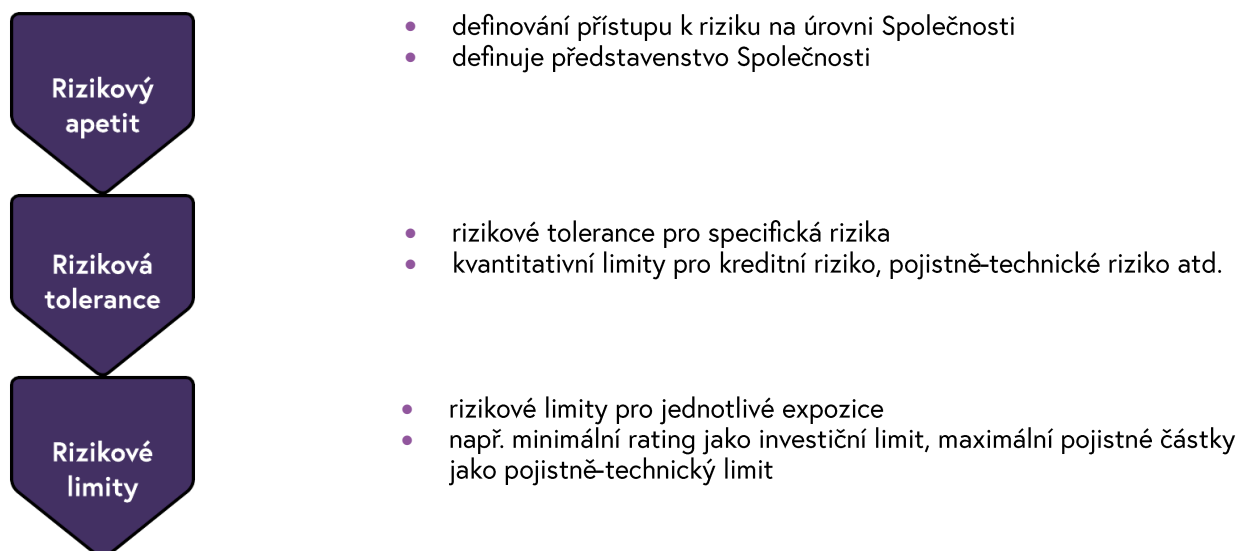 Rizikový
apetit
• definování přístupu k riziku na úrovni Společnosti
• definuje představenstvo Společnosti
Riziková
tolerance
• rizikové tolerance pro specifická rizika
• kvantitativní limity pro kreditní riziko, pojistně-technické riziko atd.
Rizikové
limity
• rizikové limity pro jednotlivé expozice
• např. minimální rating jako investiční limit, maximální pojistné částky
jako pojistně-technický limit